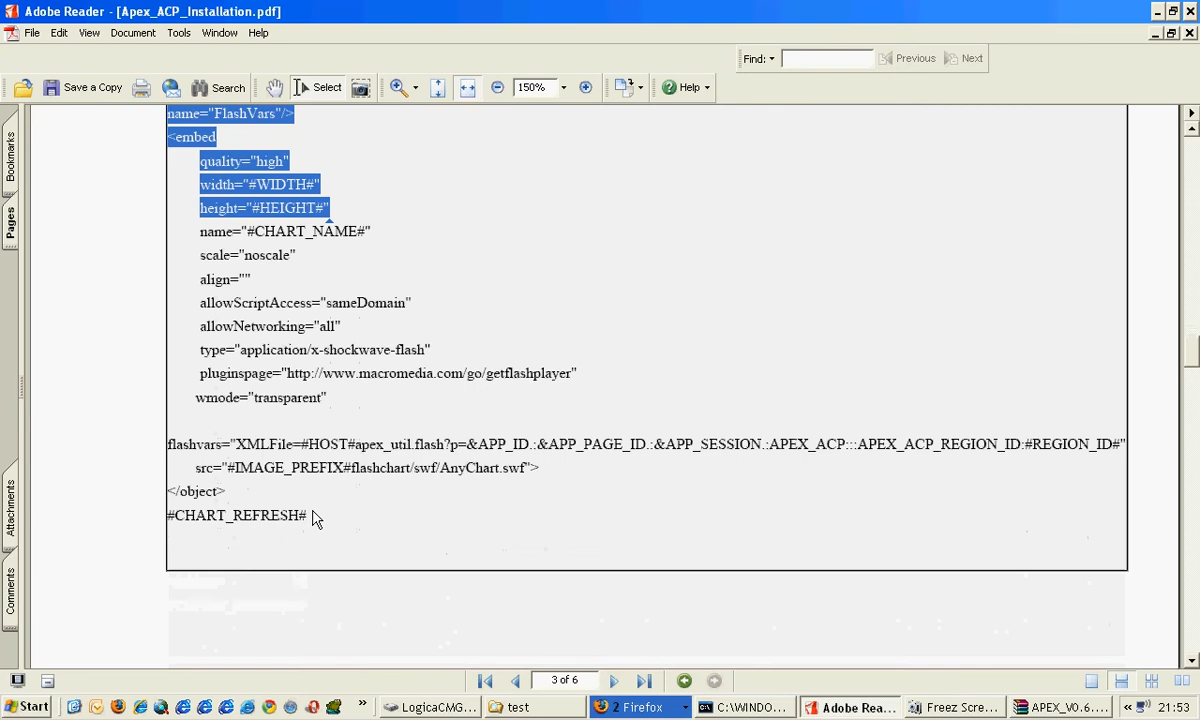 Adobe Reader - [Apex_ACP_Installation.pdf]
File Edit View Document Tools Window Help
Find: Previous Next
Save a Copy Search Select 150% Help
Bookmarks
Pages
Attachments
Comments
name="FlashVars"/>
<embed
quality="high"
width="#WIDTH#"
height="#HEIGHT#"
name="#CHART_NAME#"
scale="noscale"
align=""
allowScriptAccess="sameDomain"
allowNetworking="all"
type="application/x-shockwave-flash"
pluginspage="http://www.macromedia.com/go/getflashplayer"
wmode="transparent"
flashvars="XMLFile=#HOST#apex_util.flash?p=&APP_ID.:&APP_PAGE_ID.:&APP_SESSION.:APEX_ACP:::APEX_ACP_REGION_ID:#REGION_ID#"
src="#IMAGE_PREFIX#flashchart/swf/AnyChart.swf">
</object>
#CHART_REFRESH#
3 of 6
Start » LogicaCMG... test 2 Firefox C:\WINDO... Adobe Rea... Freez Scre... APEX_V0.6.... « 21:53